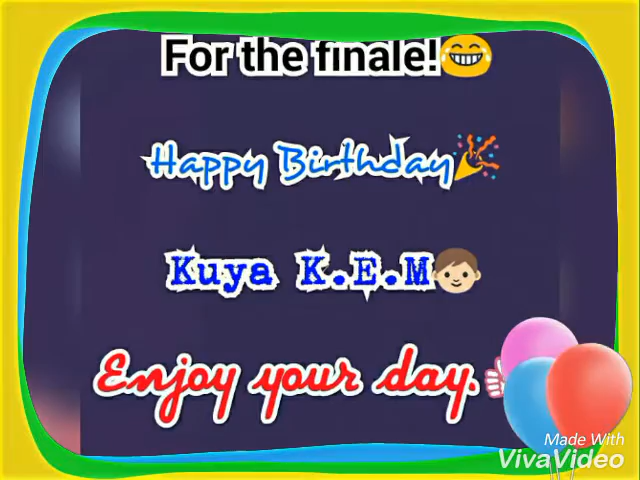 For the finale!😂
Happy Birthday🎉
Kuya K.E.M👦🏻
Enjoy your day.
Made With
VivaVideo